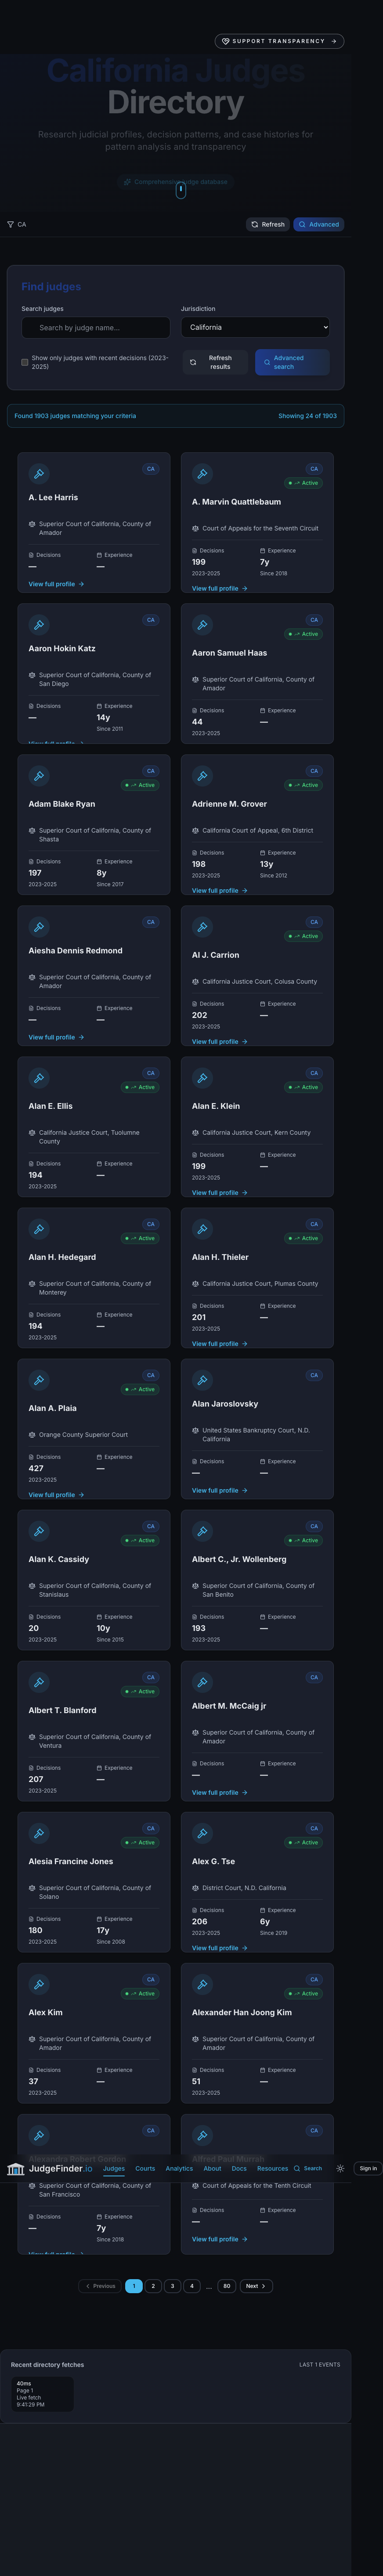 SUPPORT TRANSPARENCY
California Judges
Directory
Research judicial profiles, decision patterns, and case histories for
pattern analysis and transparency
Comprehensive judge database
CA
Refresh
Advanced
Find judges
Search judges
Jurisdiction
Search by judge name...
California
Show only judges with recent decisions (2023-
2025)
Refresh
results
Advanced
search
Found 1903 judges matching your criteria
Showing 24 of 1903
CA
A. Lee Harris
Superior Court of California, County of
Amador
Decisions Experience
— —
View full profile
CA
Active
A. Marvin Quattlebaum
Court of Appeals for the Seventh Circuit
Decisions Experience
199 7y
2023-2025 Since 2018
View full profile
CA
Aaron Hokin Katz
Superior Court of California, County of
San Diego
Decisions Experience
— 14y
Since 2011
View full profile
CA
Active
Aaron Samuel Haas
Superior Court of California, County of
Amador
Decisions Experience
44 —
2023-2025
CA
Active
Adam Blake Ryan
Superior Court of California, County of
Shasta
Decisions Experience
197 8y
2023-2025 Since 2017
CA
Active
Adrienne M. Grover
California Court of Appeal, 6th District
Decisions Experience
198 13y
2023-2025 Since 2012
View full profile
CA
Aiesha Dennis Redmond
Superior Court of California, County of
Amador
Decisions Experience
— —
View full profile
CA
Active
Al J. Carrion
California Justice Court, Colusa County
Decisions Experience
202 —
2023-2025
View full profile
CA
Active
Alan E. Ellis
California Justice Court, Tuolumne
County
Decisions Experience
194 —
2023-2025
CA
Active
Alan E. Klein
California Justice Court, Kern County
Decisions Experience
199 —
2023-2025
View full profile
CA
Active
Alan H. Hedegard
Superior Court of California, County of
Monterey
Decisions Experience
194 —
2023-2025
CA
Active
Alan H. Thieler
California Justice Court, Plumas County
Decisions Experience
201 —
2023-2025
View full profile
CA
Active
Alan A. Plaia
Orange County Superior Court
Decisions Experience
427 —
2023-2025
View full profile
CA
Alan Jaroslovsky
United States Bankruptcy Court, N.D.
California
Decisions Experience
— —
View full profile
CA
Active
Alan K. Cassidy
Superior Court of California, County of
Stanislaus
Decisions Experience
20 10y
2023-2025 Since 2015
CA
Active
Albert C., Jr. Wollenberg
Superior Court of California, County of
San Benito
Decisions Experience
193 —
2023-2025
CA
Active
Albert T. Blanford
Superior Court of California, County of
Ventura
Decisions Experience
207 —
2023-2025
CA
Albert M. McCaig jr
Superior Court of California, County of
Amador
Decisions Experience
— —
View full profile
CA
Active
Alesia Francine Jones
Superior Court of California, County of
Solano
Decisions Experience
180 17y
2023-2025 Since 2008
CA
Active
Alex G. Tse
District Court, N.D. California
Decisions Experience
206 6y
2023-2025 Since 2019
View full profile
CA
Active
Alex Kim
Superior Court of California, County of
Amador
Decisions Experience
37 —
2023-2025
CA
Active
Alexander Han Joong Kim
Superior Court of California, County of
Amador
Decisions Experience
51 —
2023-2025
CA
Superior Court of California, County of
San Francisco
Decisions Experience
— 7y
Since 2018
View full profile
CA
Alfred Paul Murrah
Court of Appeals for the Tenth Circuit
Decisions Experience
— —
View full profile
JudgeFinder.io
Judges
Courts
Analytics
About
Docs
Resources
Search
Sign in
Previous
1
2
3
4
...
80
Next
Recent directory fetches
LAST 1 EVENTS
40ms
Page 1
Live fetch
9:41:29 PM